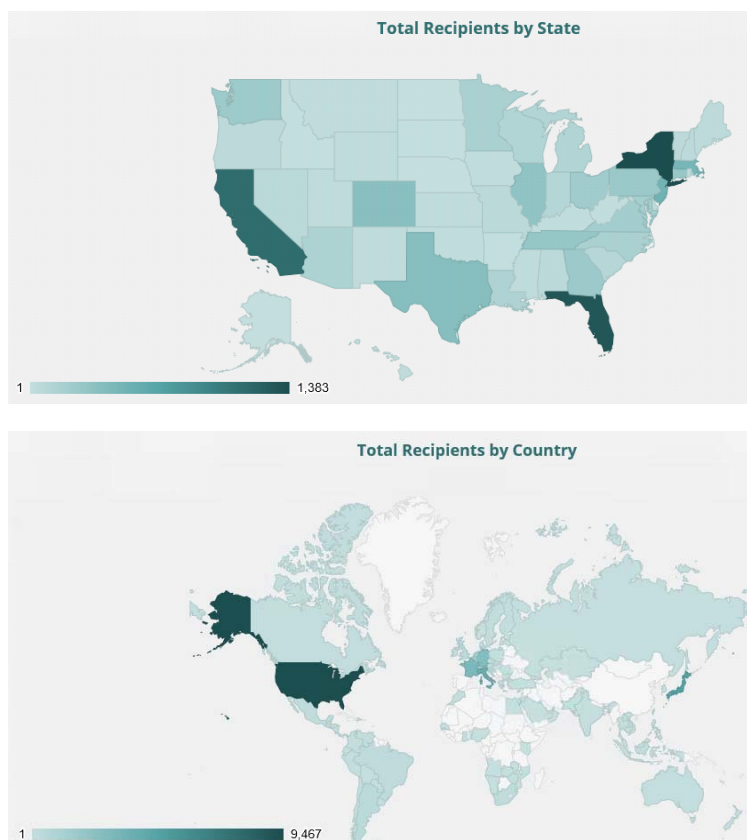 Total Recipients by State
1 1,383
Total Recipients by Country
1 9,467